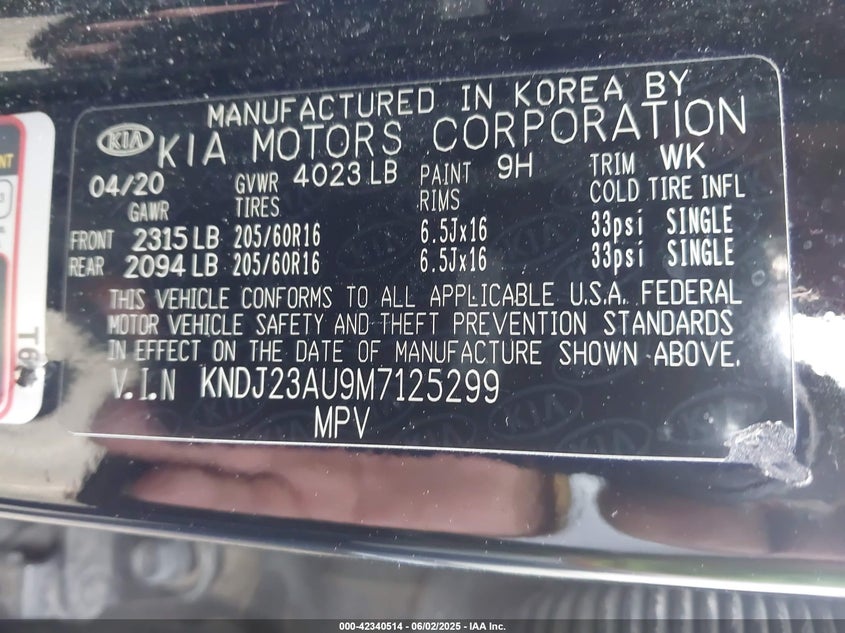 MANUFACTURED IN KOREA BY
KIA KIA MOTORS CORPORATION
04/20 GVWR 4023 LB PAINT 9H TRIM WK
GAWR TIRES RIMS COLD TIRE INFL
FRONT 2315 LB 205/60R16 6.5Jx16 33psi SINGLE
REAR 2094 LB 205/60R16 6.5Jx16 33psi SINGLE
THIS VEHICLE CONFORMS TO ALL APPLICABLE U.S.A. FEDERAL
MOTOR VEHICLE SAFETY AND THEFT PREVENTION STANDARDS
IN EFFECT ON THE DATE OF MANUFACTURE SHOWN ABOVE.
V.I.N KNDJ23AU9M7125299
MPV
000-42340514 - 06/02/2025 - IAA Inc.